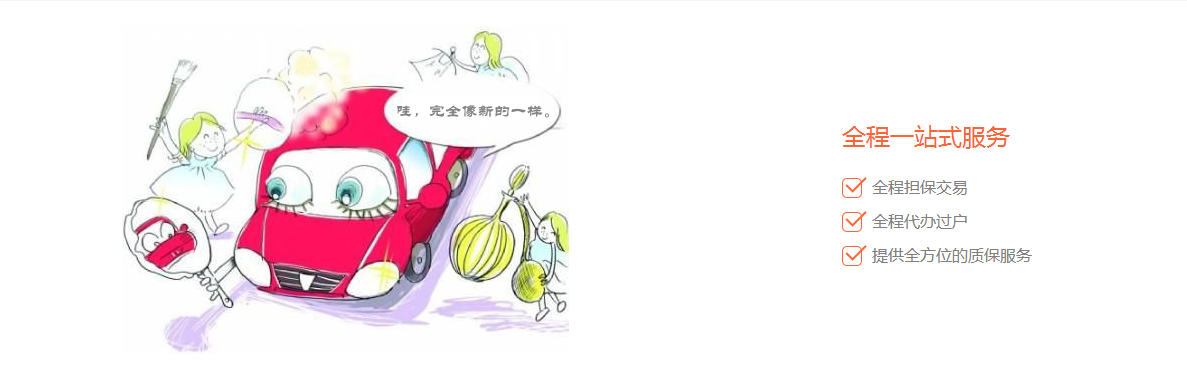 哇，完全像新的一样。
全程一站式服务
全程担保交易
全程代办过户
提供全方位的质保服务